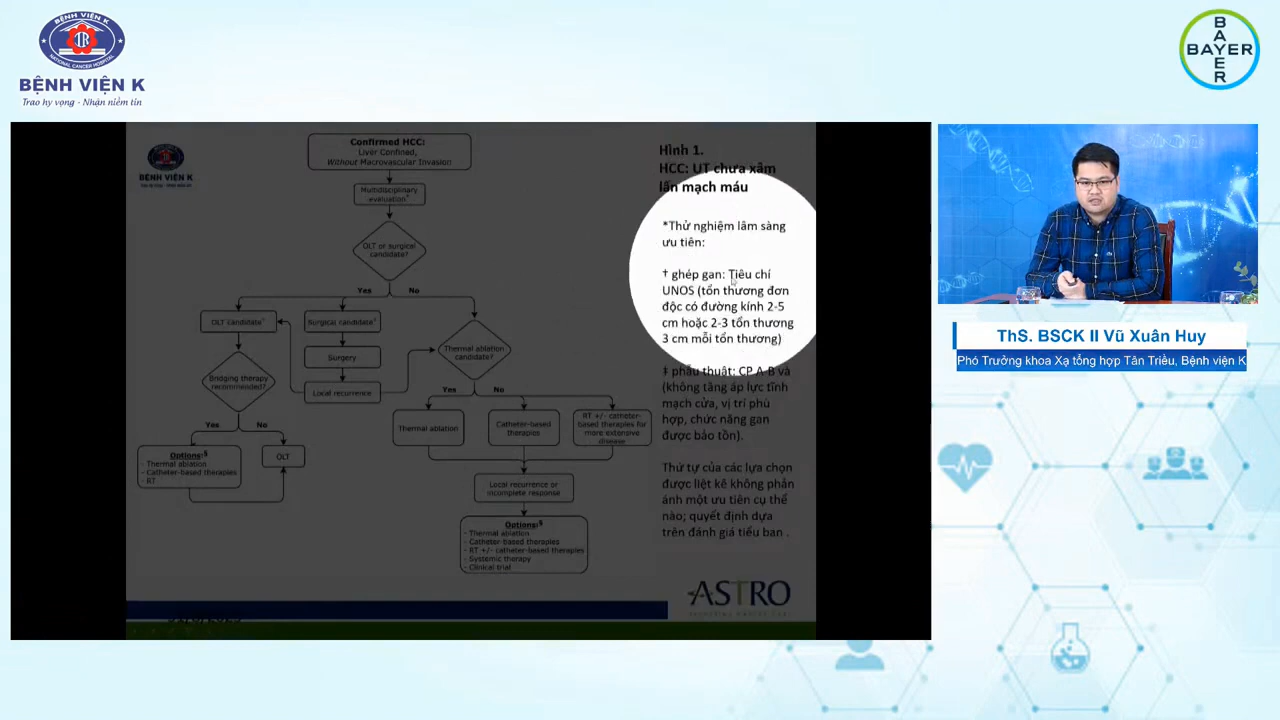 BỆNH VIỆN K
NATIONAL CANCER HOSPITAL
BỆNH VIỆN K
Trao hy vọng - Nhận niềm tin
BAYER
BAYER
BỆNH VIỆN K
Confirmed HCC:
Liver Confined,
Without Macrovascular Invasion
Multidisciplinary
evaluation*
OLT or surgical
candidate?
Yes
No
OLT candidate†
Surgical candidate‡
Surgery
Local recurrence
Thermal ablation
candidate?
Bridging therapy
recommended?
Yes
No
Yes
No
Thermal ablation
Catheter-based
therapies
RT +/- catheter-
based therapies for
more extensive
disease
Options:§
- Thermal ablation
- Catheter-based therapies
- RT
OLT
Local recurrence or
incomplete response
Options:§
- Thermal ablation
- Catheter-based therapies
- RT +/- catheter-based therapies
- Systemic therapy
- Clinical trial
Hình 1.
HCC: UT chưa xâm
lấn mạch máu
*Thử nghiệm lâm sàng
ưu tiên:
† ghép gan: Tiêu chí
UNOS (tổn thương đơn
độc có đường kính 2-5
cm hoặc 2-3 tổn thương
3 cm mỗi tổn thương)
‡ phẫu thuật: CP A-B và
(không tăng áp lực tĩnh
mạch cửa, vị trí phù
hợp, chức năng gan
được bảo tồn).
Thứ tự của các lựa chọn
được liệt kê không phản
ánh một ưu tiên cụ thể
nào; quyết định dựa
trên đánh giá tiểu ban .
ASTRO
ThS. BSCK II Vũ Xuân Huy
Phó Trưởng khoa Xạ tổng hợp Tân Triều, Bệnh viện K